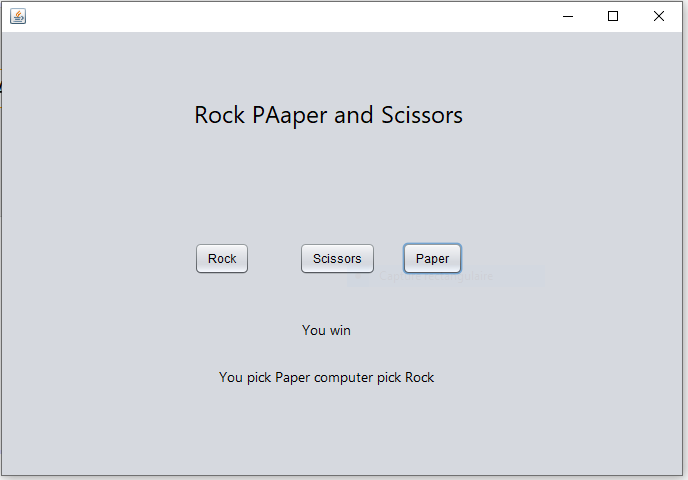 Rock PAaper and Scissors
Rock
Scissors
Paper
You win
You pick Paper computer pick Rock